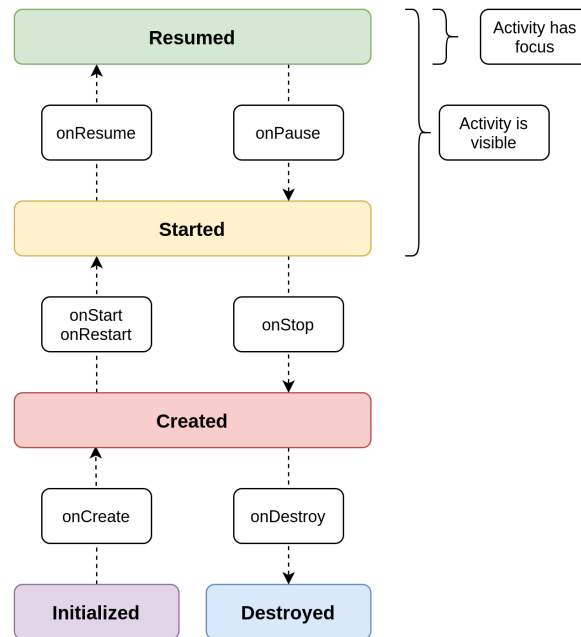 Resumed
Activity has
focus
onResume
onPause
Activity is
visible
Started
onStart
onRestart
onStop
Created
onCreate
onDestroy
Initialized
Destroyed